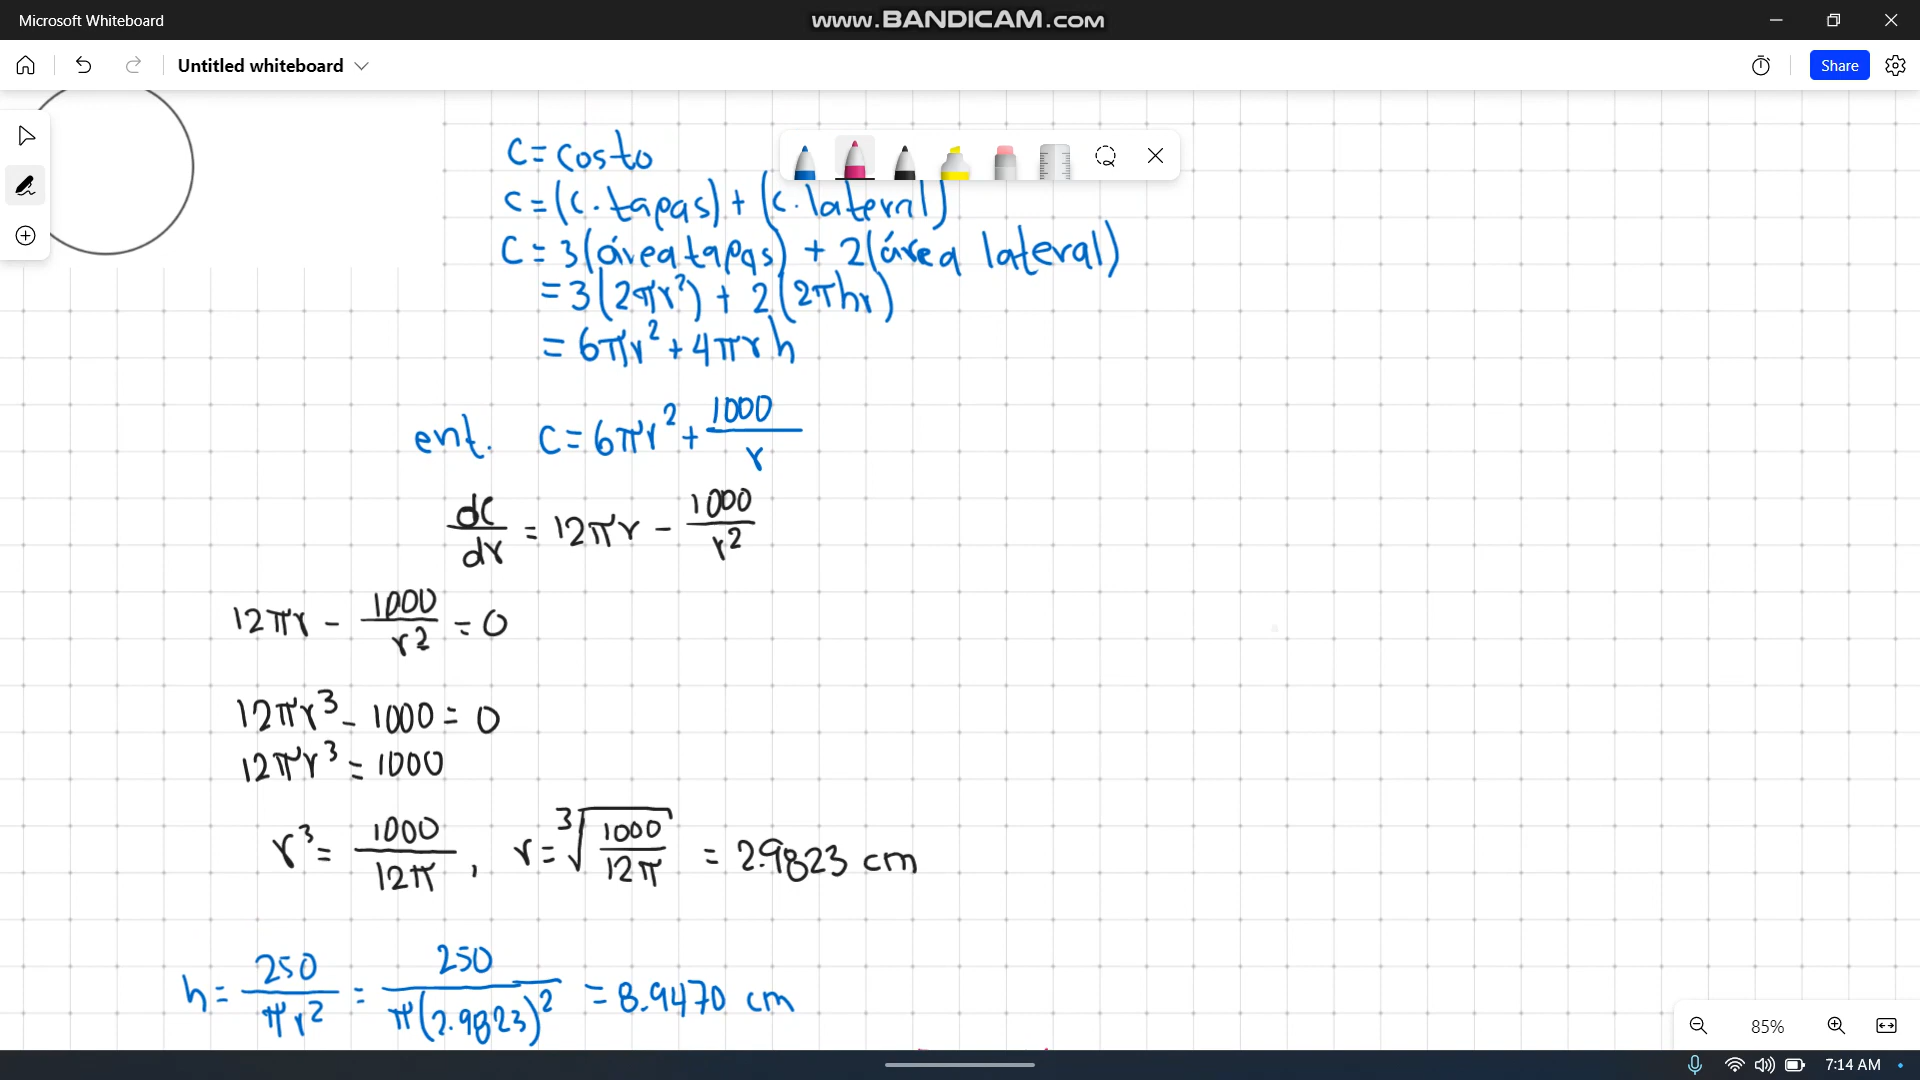 Microsoft Whiteboard
www.BANDICAM.com
Untitled whiteboard
Share
C = costo
C = (C. tapas) + (C. lateral)
C = 3(área tapas) + 2(área lateral)
= 3(2πr²) + 2(2πhr)
= 6πr² + 4πrh
ent. C = 6πr² + 1000/r
dC/dr = 12πr - 1000/r²
12πr - 1000/r² = 0
12πr³ - 1000 = 0
12πr³ = 1000
r³ = 1000/12π, r = ∛(1000/12π) = 2.9823 cm
h = 250/πr² = 250/π(2.9823)² = 8.9470 cm
85%
7:14 AM